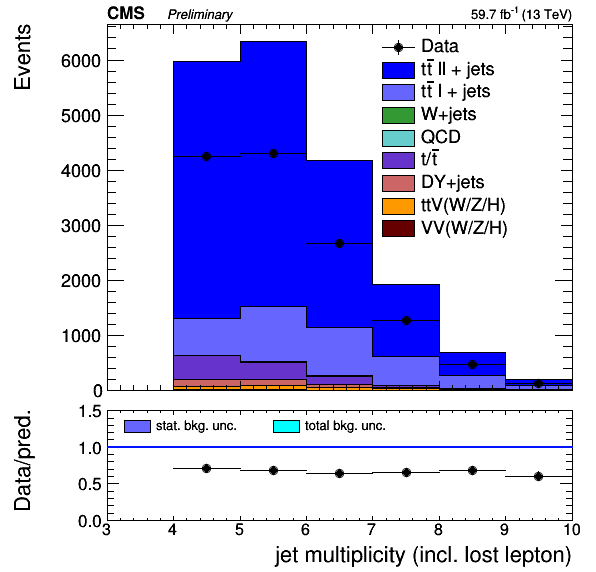 CMS Preliminary 59.7 fb⁻¹ (13 TeV)
Events
6000
5000
4000
3000
2000
1000
0
Data
tt̄ ll + jets
tt̄ l + jets
W+jets
QCD
t/t̄
DY+jets
ttV(W/Z/H)
VV(W/Z/H)
Data/pred.
1.5
1.0
0.5
0.0
stat. bkg. unc. total bkg. unc.
3 4 5 6 7 8 9 10
jet multiplicity (incl. lost lepton)